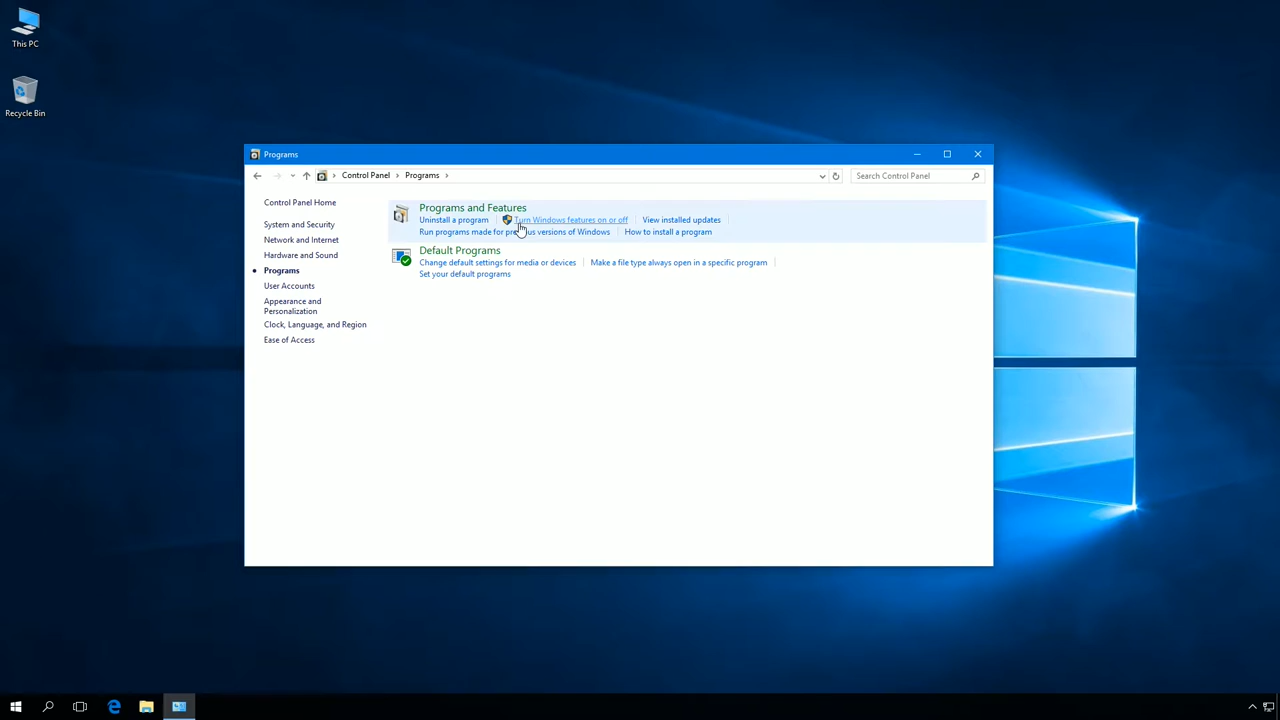 This PC
Recycle Bin
Programs
Control Panel
Programs
Search Control Panel
Control Panel Home
System and Security
Network and Internet
Hardware and Sound
Programs
User Accounts
Appearance and
Personalization
Clock, Language, and Region
Ease of Access
Programs and Features
Uninstall a program
Turn Windows features on or off
View installed updates
Run programs made for previous versions of Windows
How to install a program
Default Programs
Change default settings for media or devices
Make a file type always open in a specific program
Set your default programs